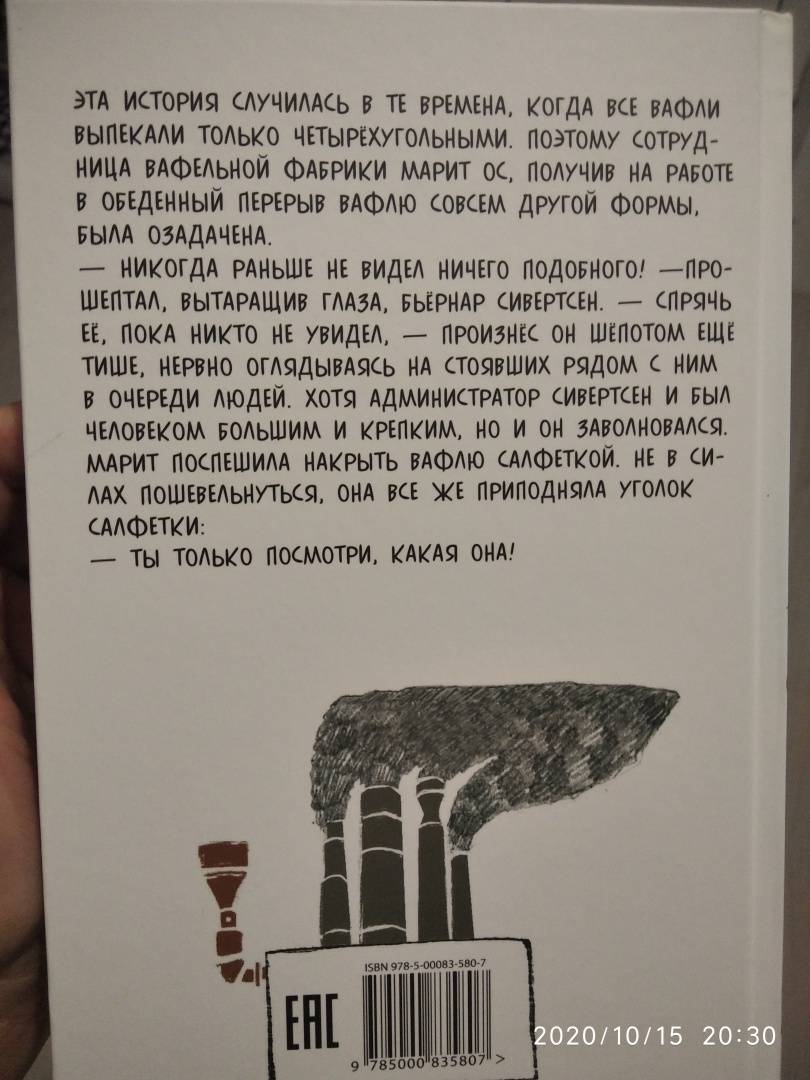 ЭТА ИСТОРИЯ СЛУЧИЛАСЬ В ТЕ ВРЕМЕНА, КОГДА ВСЕ ВАФЛИ
ВЫПЕКАЛИ ТОЛЬКО ЧЕТЫРЁХУГОЛЬНЫМИ. ПОЭТОМУ СОТРУД-
НИЦА ВАФЕЛЬНОЙ ФАБРИКИ МАРИТ ОС, ПОЛУЧИВ НА РАБОТЕ
В ОБЕДЕННЫЙ ПЕРЕРЫВ ВАФЛЮ СОВСЕМ ДРУГОЙ ФОРМЫ,
БЫЛА ОЗАДАЧЕНА.
— НИКОГДА РАНЬШЕ НЕ ВИДЕЛ НИЧЕГО ПОДОБНОГО! —ПРО-
ШЕПТАЛ, ВЫТАРАЩИВ ГЛАЗА, БЬЁРНАР СИВЕРТСЕН. — СПРЯЧЬ
ЕЁ, ПОКА НИКТО НЕ УВИДЕЛ, — ПРОИЗНЁС ОН ШЁПОТОМ ЕЩЁ
ТИШЕ, НЕРВНО ОГЛЯДЫВАЯСЬ НА СТОЯВШИХ РЯДОМ С НИМ
В ОЧЕРЕДИ ЛЮДЕЙ. ХОТЯ АДМИНИСТРАТОР СИВЕРТСЕН И БЫЛ
ЧЕЛОВЕКОМ БОЛЬШИМ И КРЕПКИМ, НО И ОН ЗАВОЛНОВАЛСЯ.
МАРИТ ПОСПЕШИЛА НАКРЫТЬ ВАФЛЮ САЛФЕТКОЙ. НЕ В СИ-
ЛАХ ПОШЕВЕЛЬНУТЬСЯ, ОНА ВСЕ ЖЕ ПРИПОДНЯЛА УГОЛОК
САЛФЕТКИ:
— ТЫ ТОЛЬКО ПОСМОТРИ, КАКАЯ ОНА!
ISBN 978-5-00083-580-7
EAC
9 785000 835807 >
2020/10/15 20:30